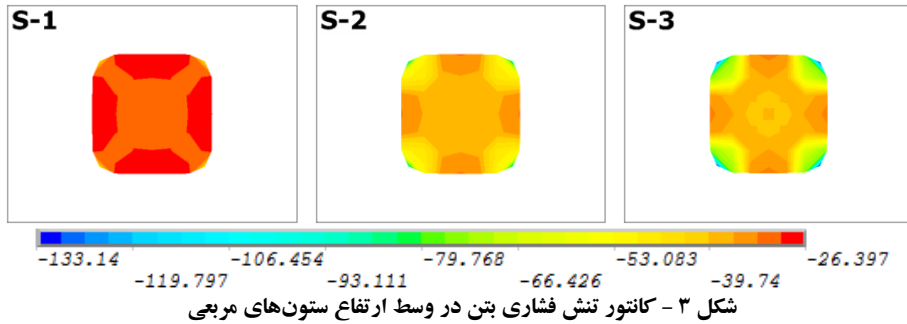 S-1 S-2 S-3
-133.14 -106.454 -79.768 -53.083 -26.397
-119.797 -93.111 -66.426 -39.74
شکل ۳ - کانتور تنش فشاری بتن در وسط ارتفاع ستون‌های مربعی